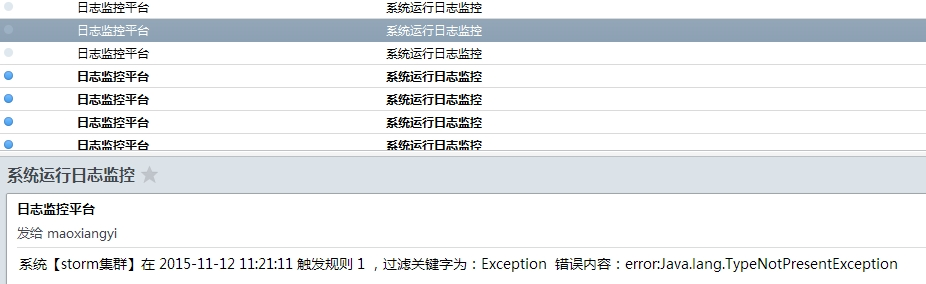 日志监控平台 系统运行日志监控
日志监控平台 系统运行日志监控
日志监控平台 系统运行日志监控
日志监控平台 系统运行日志监控
日志监控平台 系统运行日志监控
日志监控平台 系统运行日志监控
日志监控平台 系统运行日志监控
系统运行日志监控
日志监控平台
发给 maoxiangyi
系统【storm集群】在 2015-11-12 11:21:11 触发规则 1 ，过滤关键字为：Exception 错误内容：error:Java.lang.TypeNotPresentException